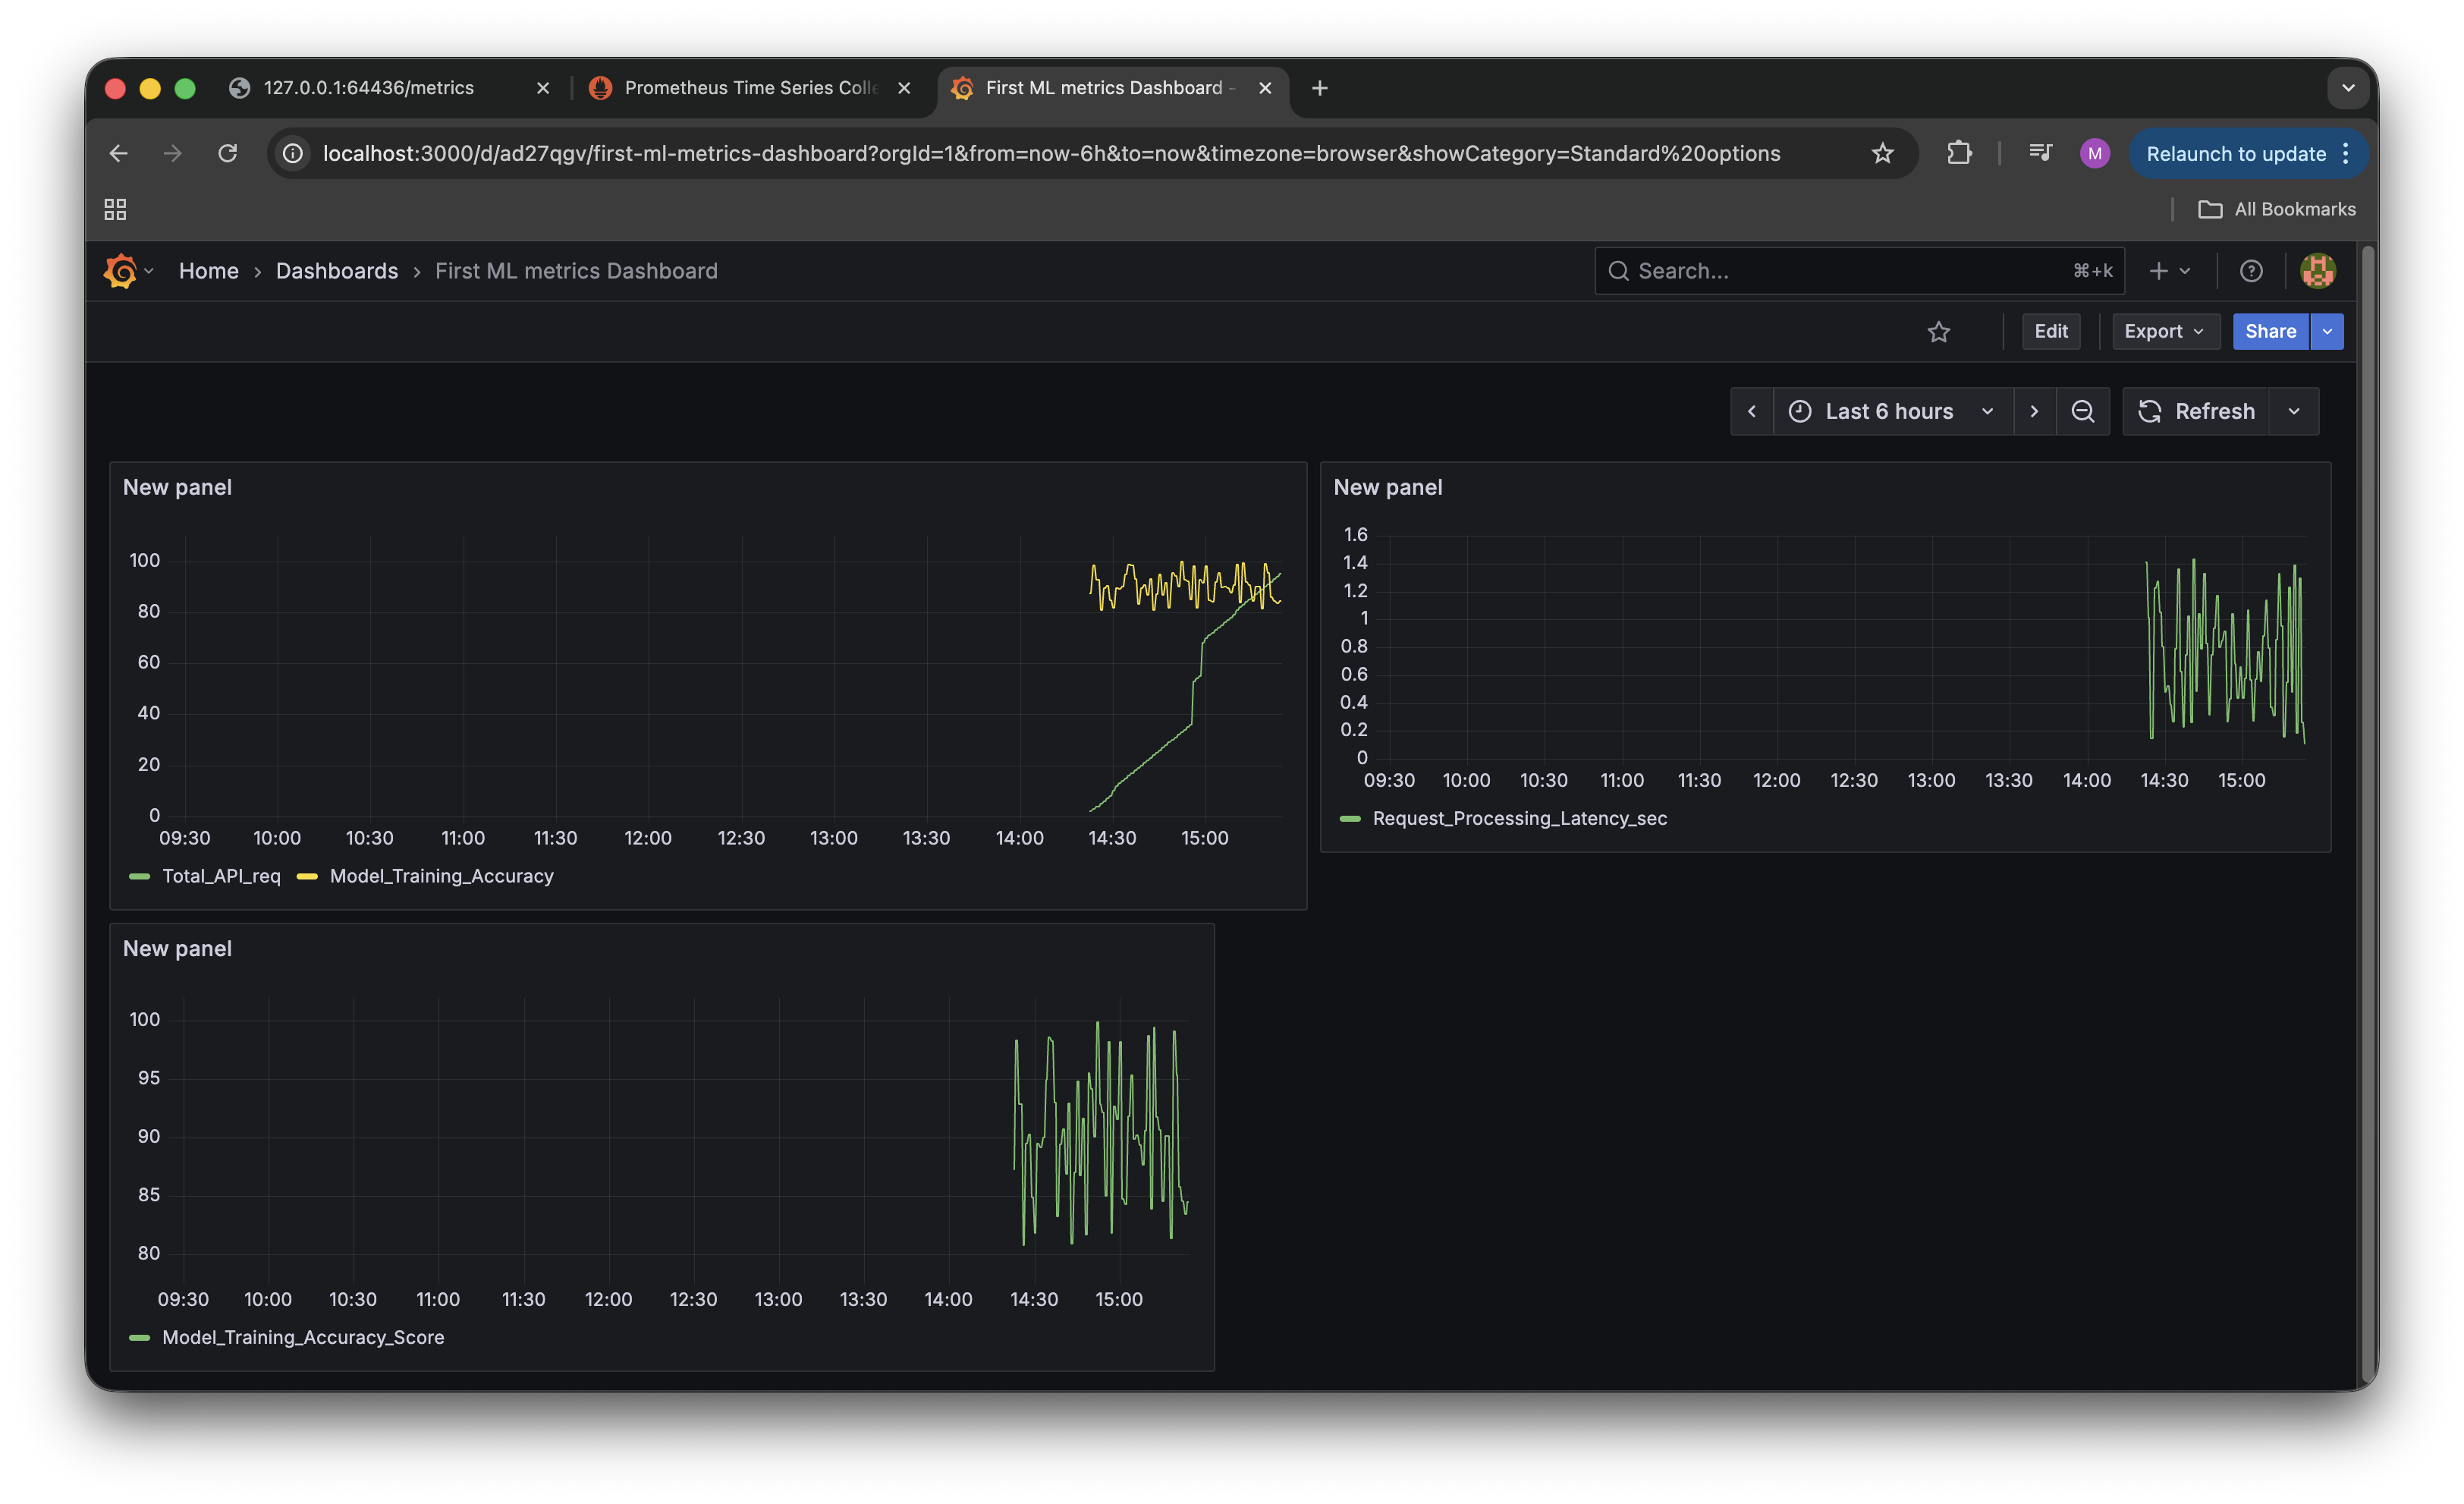 127.0.0.1:64436/metrics
Prometheus Time Series Colle
First ML metrics Dashboard -
localhost:3000/d/ad27qgv/first-ml-metrics-dashboard?orgId=1&from=now-6h&to=now&timezone=browser&showCategory=Standard%20options
M
Relaunch to update
All Bookmarks
Home › Dashboards › First ML metrics Dashboard
Search...
⌘+k
Edit
Export
Share
Last 6 hours
Refresh
New panel
100
80
60
40
20
0
09:30 10:00 10:30 11:00 11:30 12:00 12:30 13:00 13:30 14:00 14:30 15:00
Total_API_req Model_Training_Accuracy
New panel
1.6
1.4
1.2
1
0.8
0.6
0.4
0.2
0
09:30 10:00 10:30 11:00 11:30 12:00 12:30 13:00 13:30 14:00 14:30 15:00
Request_Processing_Latency_sec
New panel
100
95
90
85
80
09:30 10:00 10:30 11:00 11:30 12:00 12:30 13:00 13:30 14:00 14:30 15:00
Model_Training_Accuracy_Score